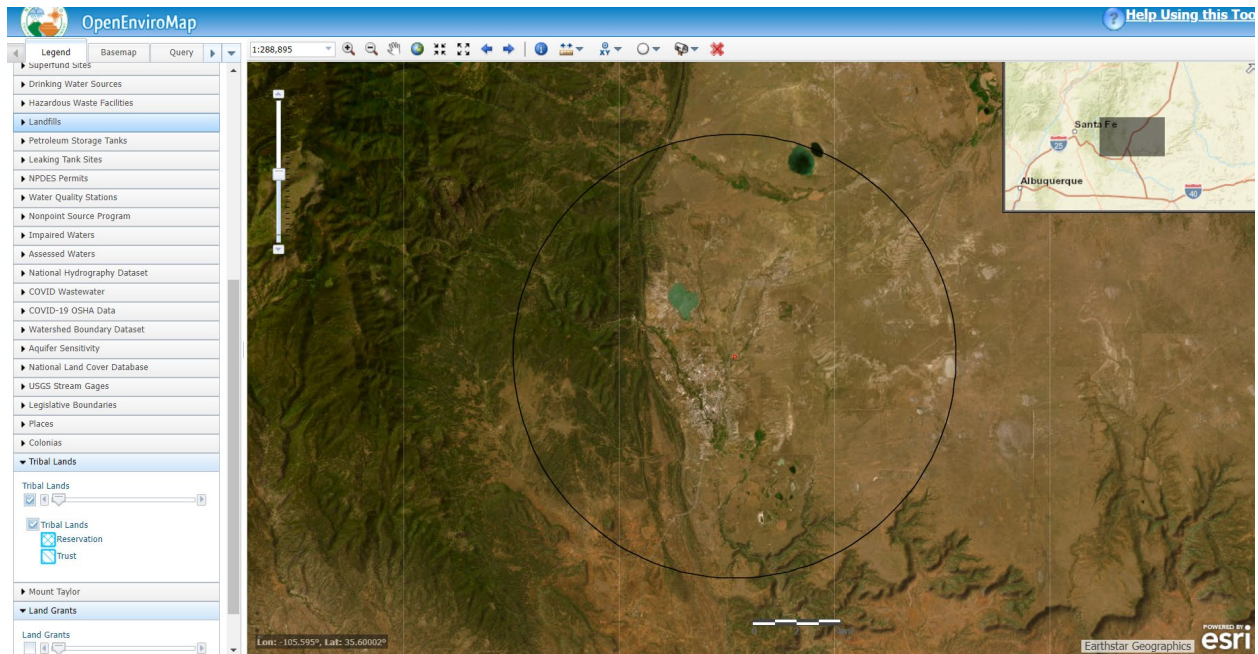 OpenEnviroMap
Help Using this Too
Legend
Basemap
Query
1:288,895
Superfund Sites
Drinking Water Sources
Hazardous Waste Facilities
Landfills
Petroleum Storage Tanks
Leaking Tank Sites
NPDES Permits
Water Quality Stations
Nonpoint Source Program
Impaired Waters
Assessed Waters
National Hydrography Dataset
COVID Wastewater
COVID-19 OSHA Data
Watershed Boundary Dataset
Aquifer Sensitivity
National Land Cover Database
USGS Stream Gages
Legislative Boundaries
Places
Colonias
Tribal Lands
Tribal Lands
Tribal Lands
Reservation
Trust
Mount Taylor
Land Grants
Land Grants
Santa Fe
25
Albuquerque
40
Lon: -105.595°, Lat: 35.60002°
Earthstar Geographics
POWERED BY
esri